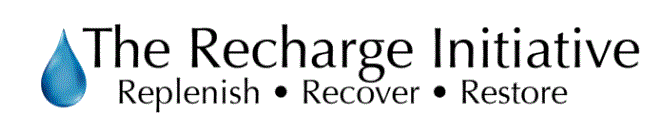 The Recharge Initiative
Replenish • Recover • Restore